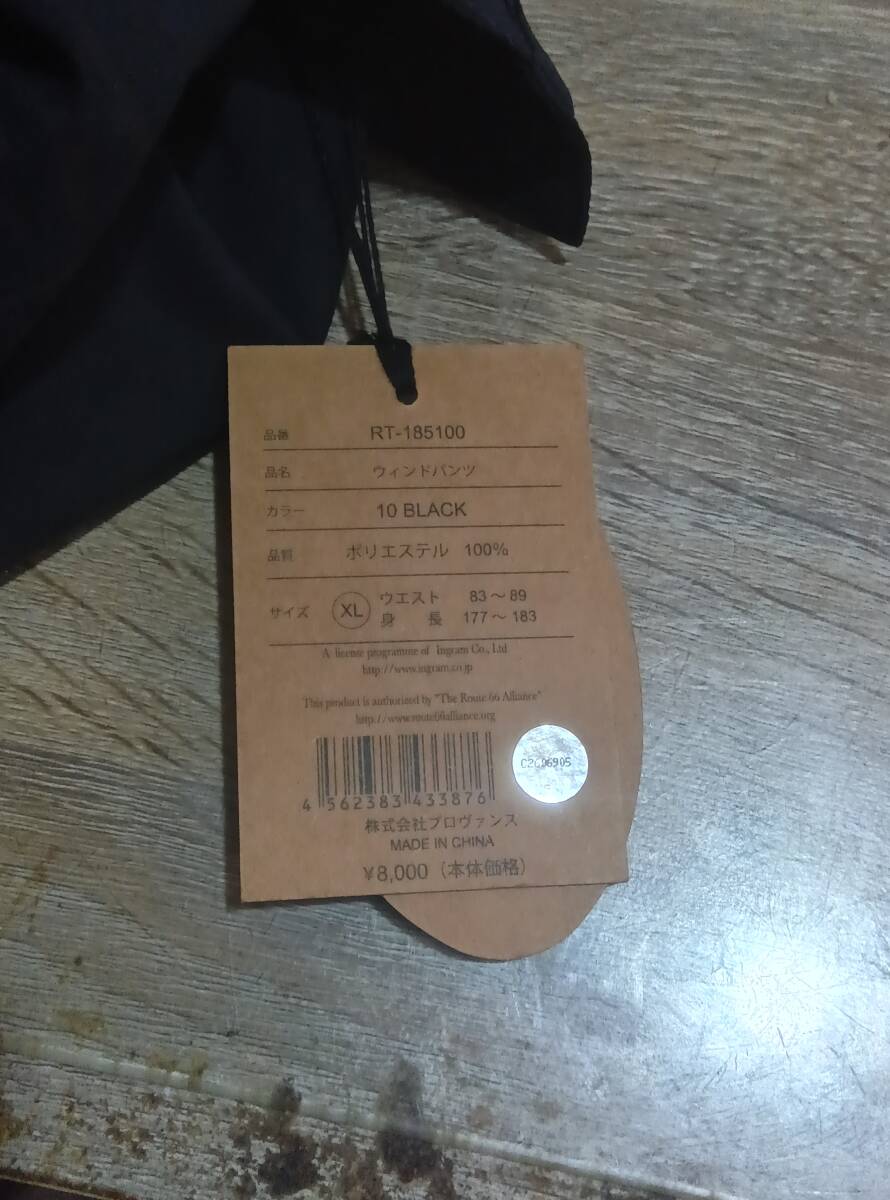 品番 RT-185100
品名 ウィンドパンツ
カラー 10 BLACK
品質 ポリエステル 100%
サイズ XL ウエスト 83～89
身長 177～183
A license programme of Ingram Co., Ltd
http://www.ingram.co.jp
This product is authorized by "The Route 66 Alliance"
http://www.route66alliance.org
C2606905
4 562383 433876
株式会社プロヴァンス
MADE IN CHINA
¥8,000（本体価格）